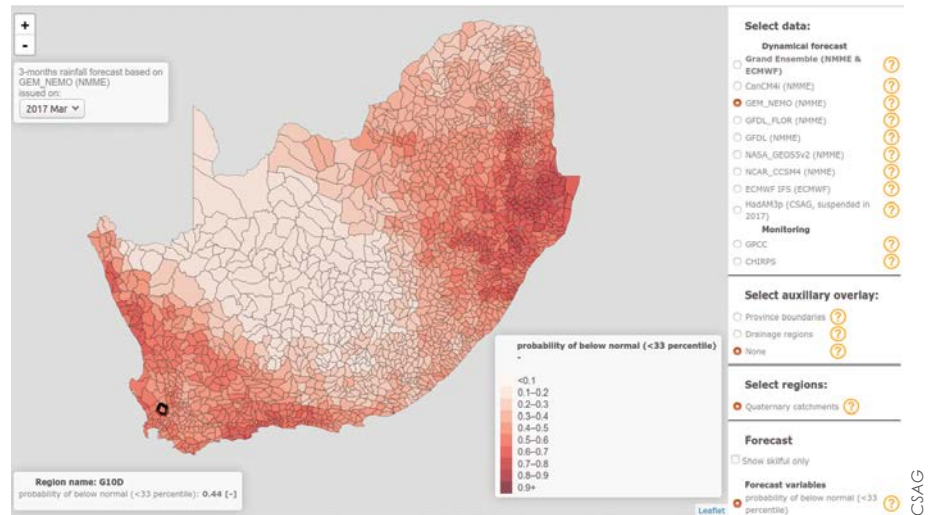 +
-
3-months rainfall forecast based on
GEM_NEMO (NMME)
issued on:
2017 Mar
Select data:
Dynamical forecast
Grand Ensemble (NMME &
ECMWF)
?
CanCM4i (NMME)
?
GEM_NEMO (NMME)
?
GFDL_FLOR (NMME)
?
GFDL (NMME)
?
NASA_GEOS5v2 (NMME)
?
NCAR_CCSM4 (NMME)
?
ECMWF IFS (ECMWF)
?
HadAM3p (CSAG, suspended in
2017)
?
Monitoring
GPCC
?
CHIRPS
?
Select auxillary overlay:
Province boundaries
?
Drainage regions
?
None
?
Select regions:
Quaternary catchments
?
Forecast
Show skilful only
Forecast variables
probability of below normal (<33
percentile)
?
probability of below normal (<33 percentile)
-
<0.1
0.1–0.2
0.2–0.3
0.3–0.4
0.4–0.5
0.5–0.6
0.6–0.7
0.7–0.8
0.8–0.9
0.9+
Region name: G10D
probability of below normal (<33 percentile): 0.44 [-]
Leaflet
CSAG